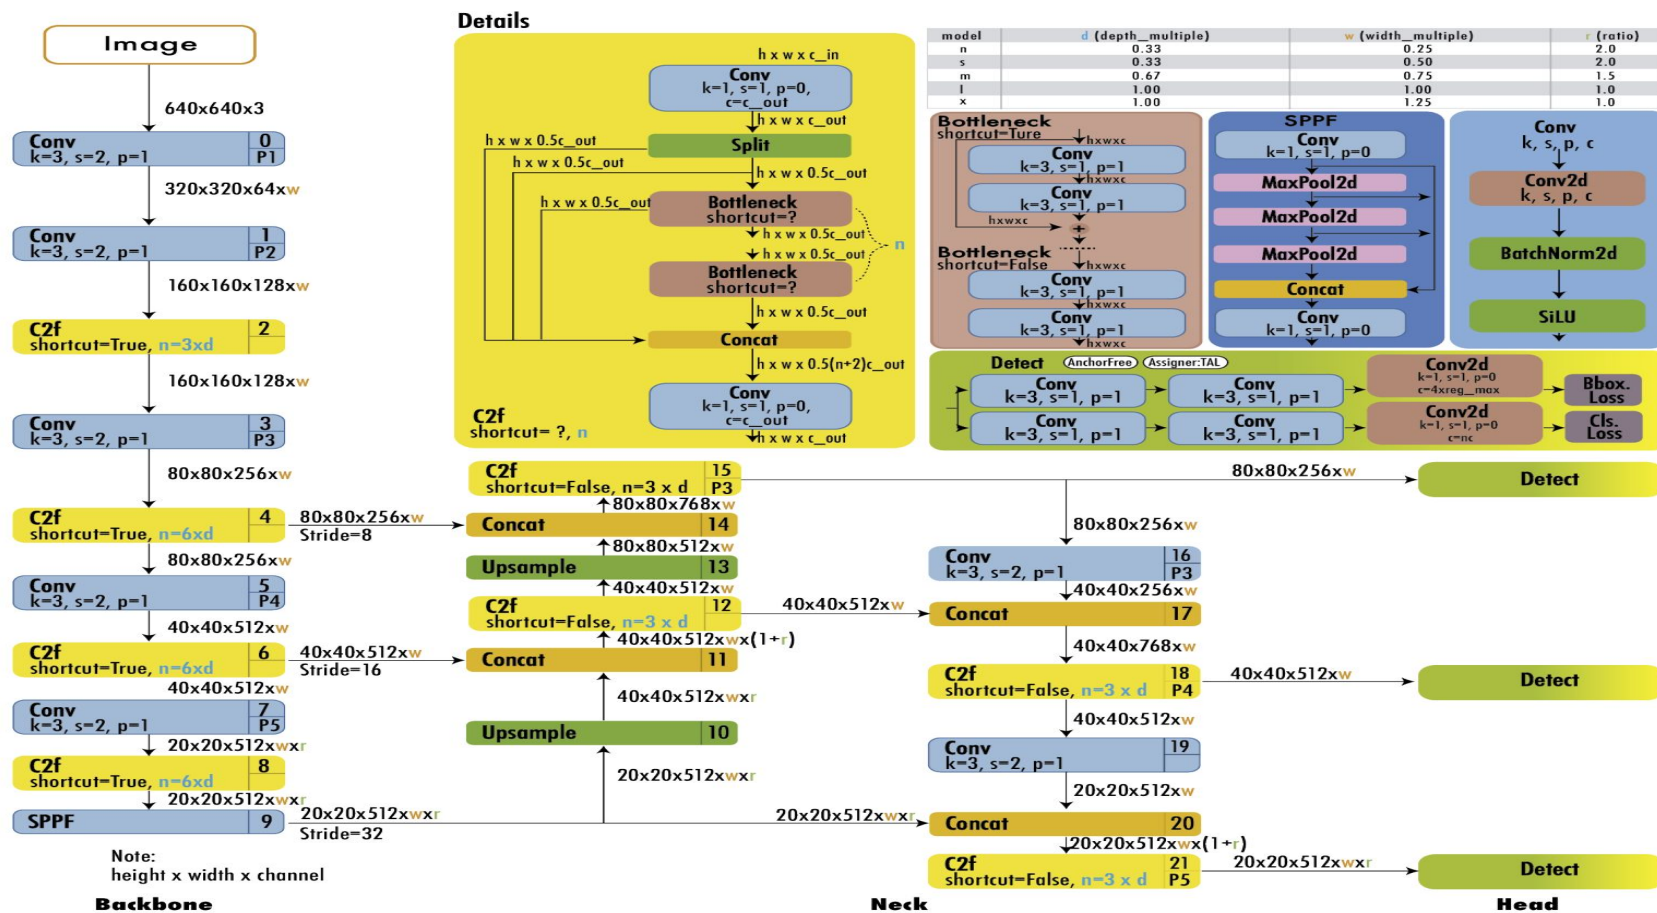 Image
640x640x3
Conv
k=3, s=2, p=1
0
P1
320x320x64xw
Conv
k=3, s=2, p=1
1
P2
160x160x128xw
C2f
shortcut=True, n=3xd
2
160x160x128xw
Conv
k=3, s=2, p=1
3
P3
80x80x256xw
C2f
shortcut=True, n=6xd
4
80x80x256xw
Stride=8
80x80x256xw
Conv
k=3, s=2, p=1
5
P4
40x40x512xw
C2f
shortcut=True, n=6xd
6
40x40x512xw
Stride=16
40x40x512xw
Conv
k=3, s=2, p=1
7
P5
20x20x512xwxr
C2f
shortcut=True, n=6xd
8
20x20x512xwxr
SPPF
9
20x20x512xwxr
Stride=32
Note:
height x width x channel
Backbone
Details
h x w x c_in
Conv
k=1, s=1, p=0,
c=c_out
h x w x c_out
Split
h x w x 0.5c_out
h x w x 0.5c_out
h x w x 0.5c_out
Bottleneck
shortcut=?
h x w x 0.5c_out
h x w x 0.5c_out
n
h x w x 0.5c_out
Bottleneck
shortcut=?
h x w x 0.5c_out
Concat
h x w x 0.5(n+2)c_out
Conv
k=1, s=1, p=0,
c=c_out
h x w x c_out
C2f
shortcut= ?, n
model d (depth_multiple) w (width_multiple) r (ratio)
n 0.33 0.25 2.0
s 0.33 0.50 2.0
m 0.67 0.75 1.5
l 1.00 1.00 1.0
x 1.00 1.25 1.0
Bottleneck
shortcut=Ture
hxwxc
Conv
k=3, s=1, p=1
hxwxc
Conv
k=3, s=1, p=1
hxwxc
+
Bottleneck
shortcut=False
hxwxc
Conv
k=3, s=1, p=1
hxwxc
Conv
k=3, s=1, p=1
hxwxc
SPPF
Conv
k=1, s=1, p=0
MaxPool2d
MaxPool2d
MaxPool2d
Concat
Conv
k=1, s=1, p=0
Conv
k, s, p, c
Conv2d
k, s, p, c
BatchNorm2d
SiLU
Detect
AnchorFree
Assigner:TAL
Conv
k=3, s=1, p=1
Conv
k=3, s=1, p=1
Conv2d
k=1, s=1, p=0
c=4xreg_max
Bbox.
Loss
Conv
k=3, s=1, p=1
Conv
k=3, s=1, p=1
Conv2d
k=1, s=1, p=0
c=nc
Cls.
Loss
C2f
shortcut=False, n=3 x d
15
P3
80x80x768xw
Concat
14
80x80x512xw
Upsample
13
40x40x512xw
C2f
shortcut=False, n=3 x d
12
40x40x512xwx(1+r)
Concat
11
40x40x512xwxr
Upsample
10
20x20x512xwxr
80x80x256xw
Detect
80x80x256xw
Conv
k=3, s=2, p=1
16
P3
40x40x256xw
40x40x512xw
Concat
17
40x40x768xw
C2f
shortcut=False, n=3 x d
18
P4
40x40x512xw
Detect
40x40x512xw
Conv
k=3, s=2, p=1
19
20x20x512xw
20x20x512xwxr
Concat
20
20x20x512xwx(1+r)
C2f
shortcut=False, n=3 x d
21
P5
20x20x512xwxr
Detect
Neck
Head